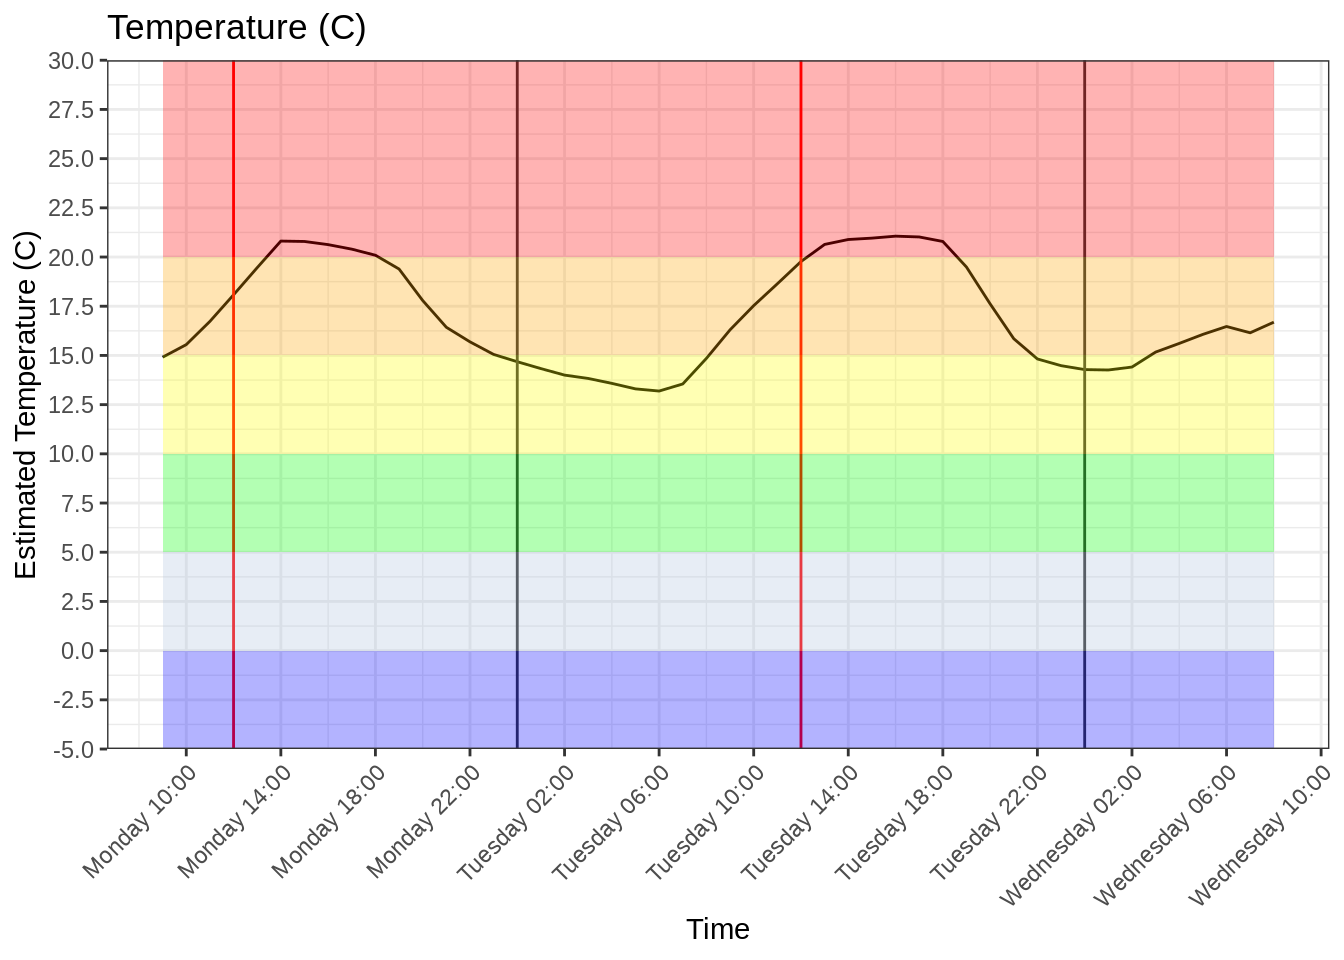 Temperature (C)
30.0
27.5
25.0
22.5
20.0
17.5
15.0
12.5
10.0
7.5
5.0
2.5
0.0
-2.5
-5.0
Estimated Temperature (C)
Monday 10:00
Monday 14:00
Monday 18:00
Monday 22:00
Tuesday 02:00
Tuesday 06:00
Tuesday 10:00
Tuesday 14:00
Tuesday 18:00
Tuesday 22:00
Wednesday 02:00
Wednesday 06:00
Wednesday 10:00
Time